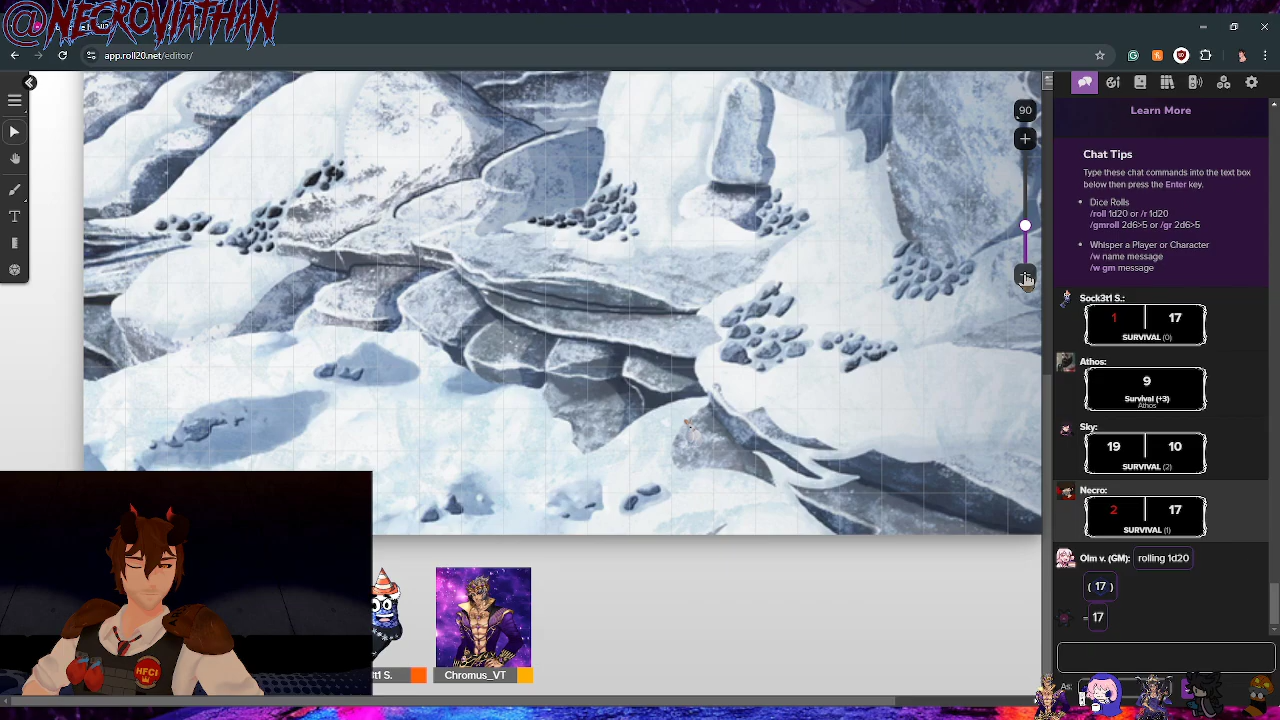 @NECROVIATHAN
app.roll20.net/editor/
90
Learn More
Chat Tips
Type these chat commands into the text box
below then press the Enter key.
Dice Rolls
/roll 1d20 or /r 1d20
/gmroll 2d6>5 or /gr 2d6>5
Whisper a Player or Character
/w name message
/w gm message
Sock3t1 S.:
1 17
SURVIVAL (0)
Athos:
9
Survival (+3)
Athos
Sky:
19 10
SURVIVAL (2)
Necro:
2 17
SURVIVAL (1)
Olm v. (GM): rolling 1d20
(17)
=17
As:
HFCI
3t1 S.
Chromus_VT